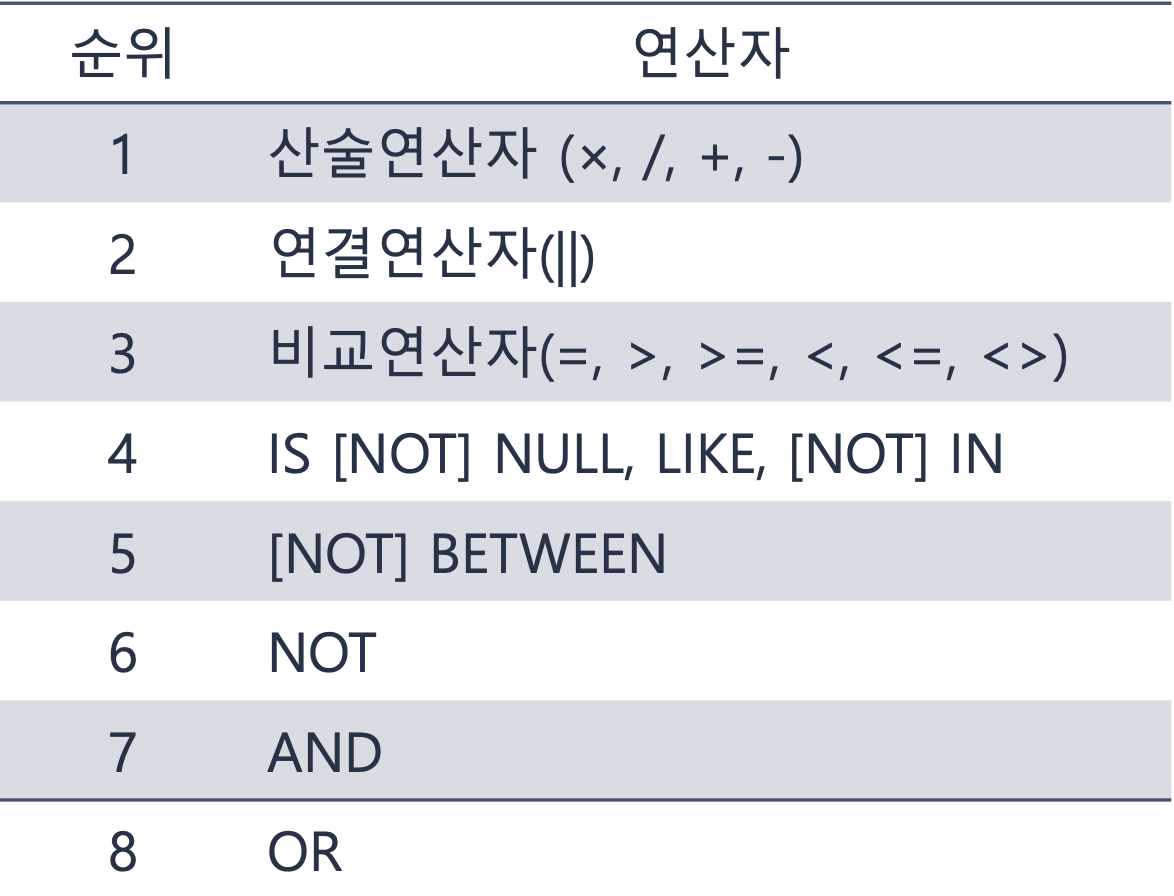 순위 연산자
1 산술연산자 (×, /, +, -)
2 연결연산자(||)
3 비교연산자(=, >, >=, <, <=, <>)
4 IS [NOT] NULL, LIKE, [NOT] IN
5 [NOT] BETWEEN
6 NOT
7 AND
8 OR